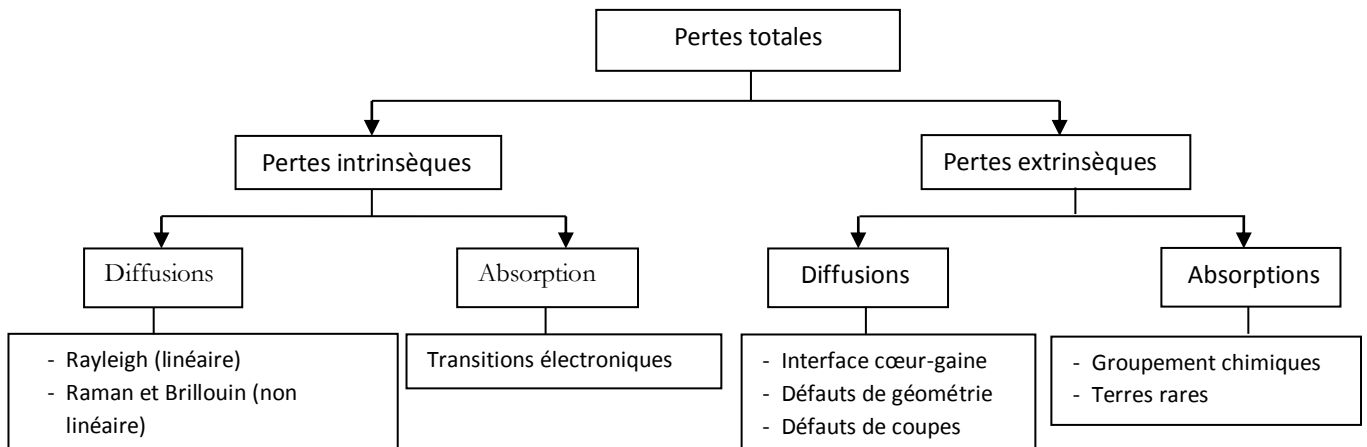 Pertes totales
Pertes intrinsèques
Pertes extrinsèques
Diffusions
Absorption
Diffusions
Absorptions
- Rayleigh (linéaire)
- Raman et Brillouin (non
linéaire)
Transitions électroniques
- Interface cœur-gaine
- Défauts de géométrie
- Défauts de coupes
- Groupement chimiques
- Terres rares